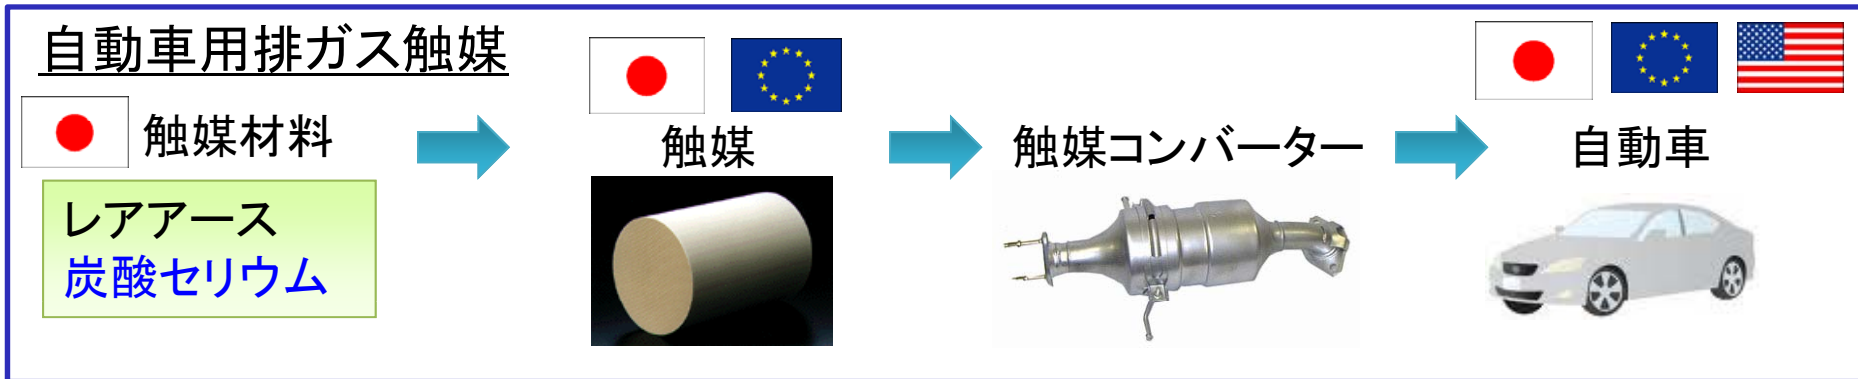 自動車用排ガス触媒
触媒材料
レアアース
炭酸セリウム
触媒
触媒コンバーター
自動車